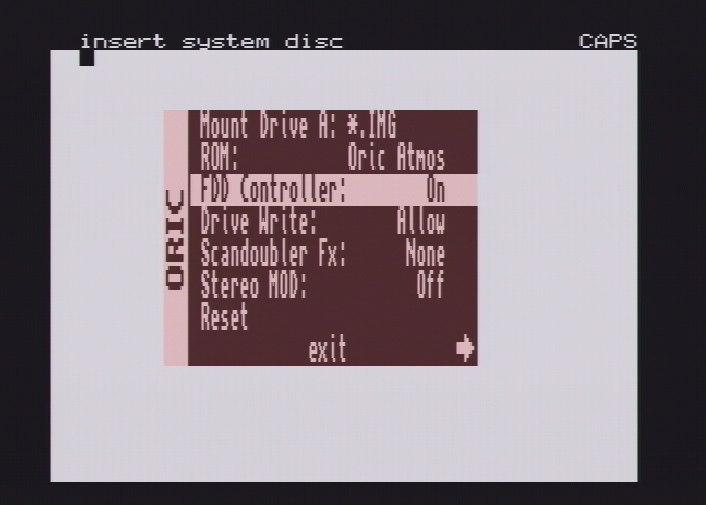 insert system disc CAPS
ORIC
Mount Drive A: *.IMG
ROM: Oric Atmos
FDD Controller: On
Drive Write: Allow
Scandoubler Fx: None
Stereo MOD: Off
Reset
exit